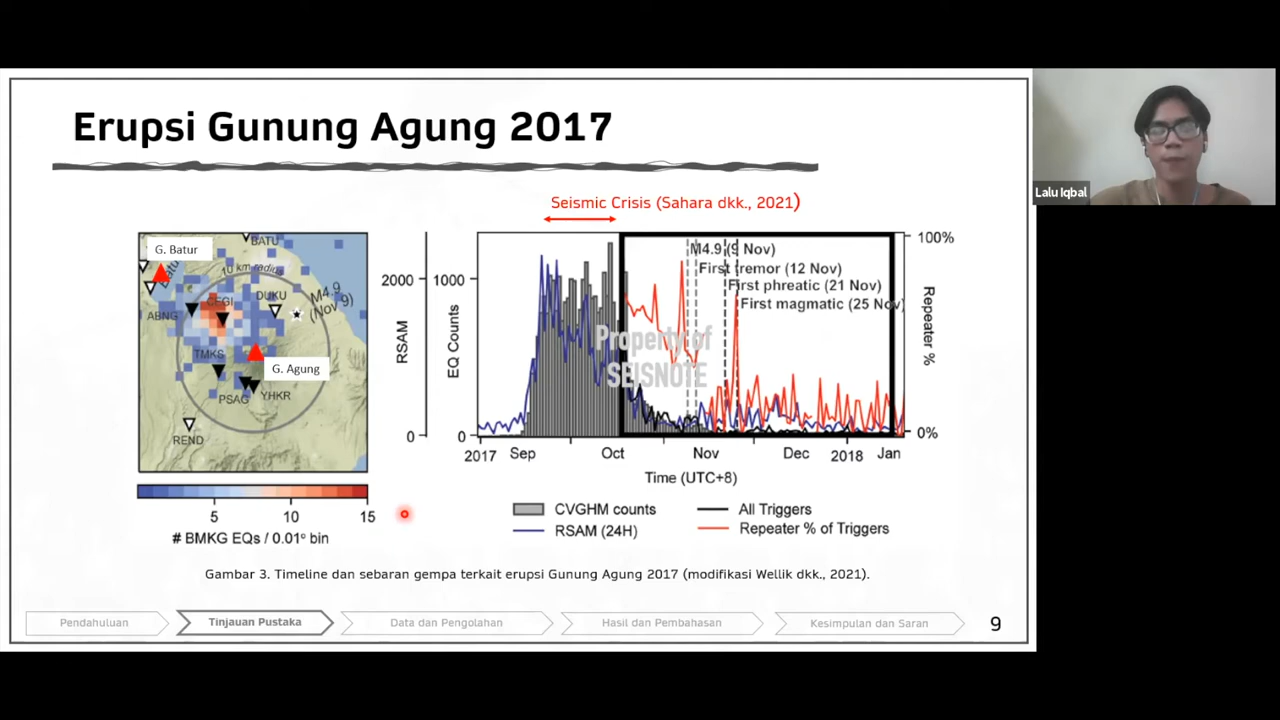 Erupsi Gunung Agung 2017
Lalu Iqbal
Seismic Crisis (Sahara dkk., 2021)
G. Batur
BATU
Batur
10 km radius
CEGI
DUKU
M4.9
(Nov 9)
ABNG
TMKS
G. Agung
PSAG
YHKR
REND
5
10
15
# BMKG EQs / 0.01° bin
RSAM
2000
0
EQ Counts
1000
0
M4.9 (9 Nov)
First tremor (12 Nov)
First phreatic (21 Nov)
First magmatic (25 Nov)
Property of
SEISNOTE
100%
Repeater %
0%
2017 Sep Oct Nov Dec 2018 Jan
Time (UTC+8)
CVGHM counts
All Triggers
RSAM (24H)
Repeater % of Triggers
Gambar 3. Timeline dan sebaran gempa terkait erupsi Gunung Agung 2017 (modifikasi Wellik dkk., 2021).
Pendahuluan
Tinjauan Pustaka
Data dan Pengolahan
Hasil dan Pembahasan
Kesimpulan dan Saran
9